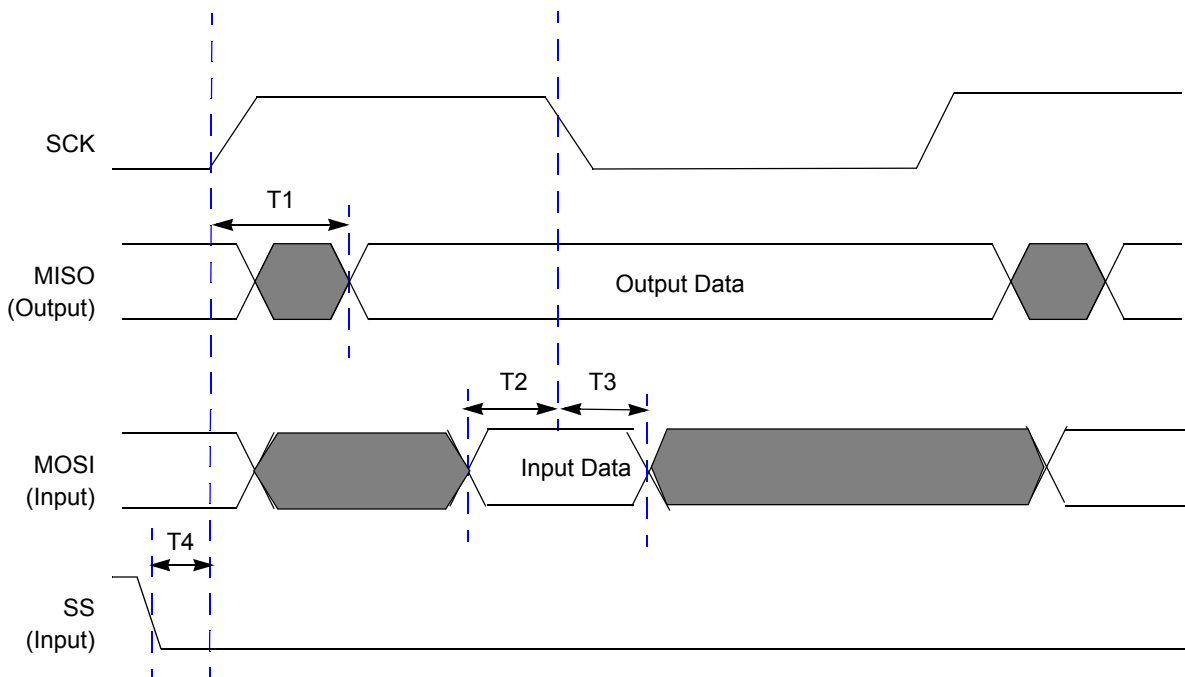 SCK
T1
MISO
(Output)
Output Data
T2
T3
MOSI
(Input)
Input Data
T4
SS
(Input)